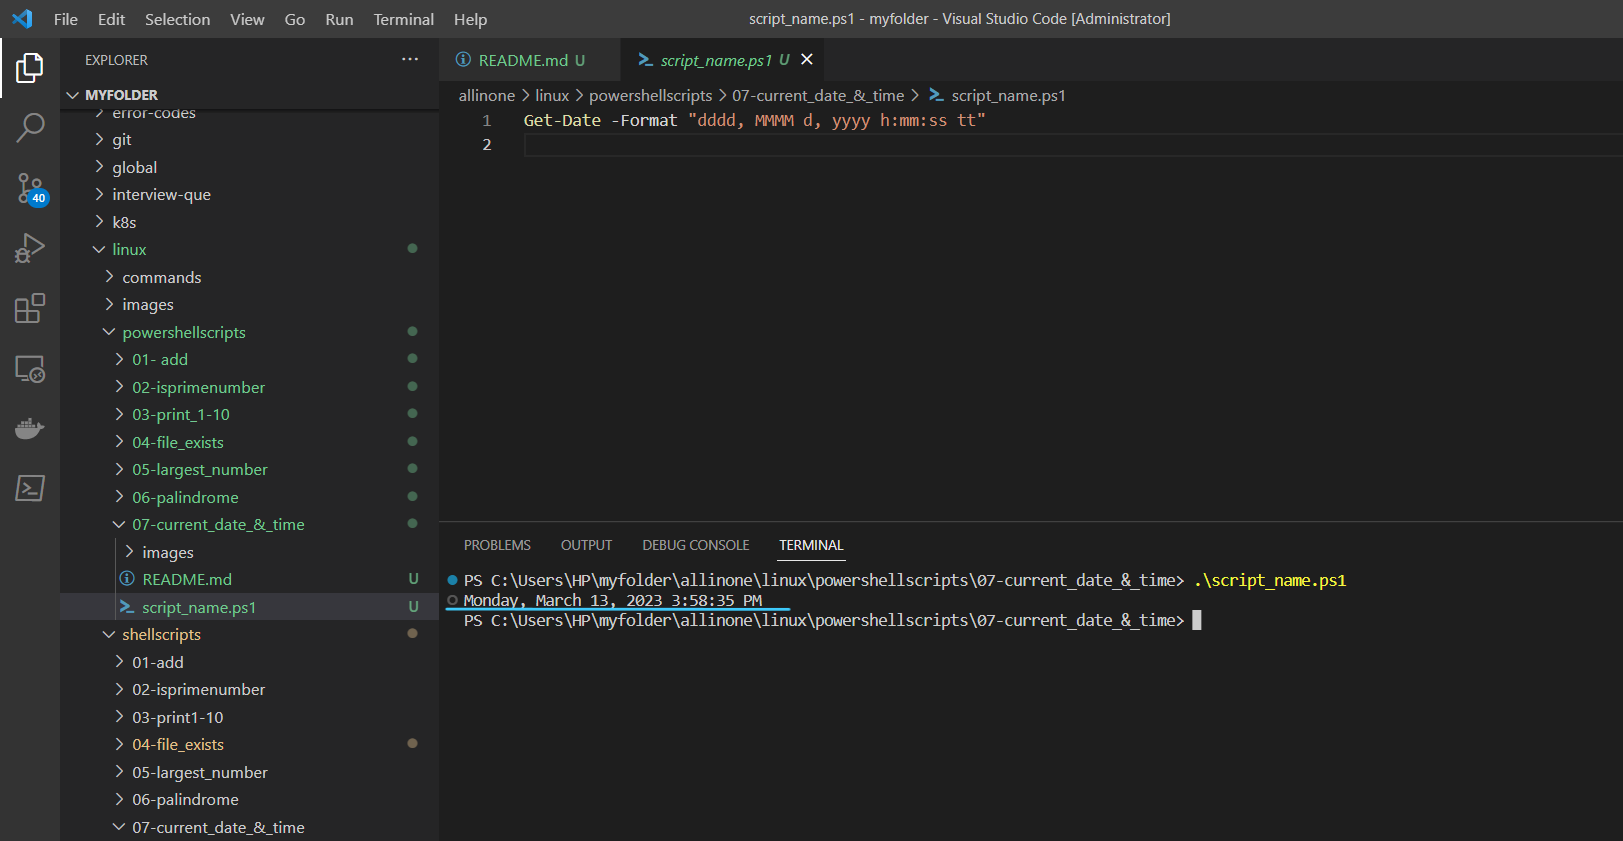 File Edit Selection View Go Run Terminal Help
script_name.ps1 - myfolder - Visual Studio Code [Administrator]
EXPLORER
MYFOLDER
error-codes
git
global
interview-que
k8s
linux
commands
images
powershellscripts
01- add
02-isprimenumber
03-print_1-10
04-file_exists
05-largest_number
06-palindrome
07-current_date_&_time
images
README.md U
script_name.ps1 U
shellscripts
01-add
02-isprimenumber
03-print1-10
04-file_exists
05-largest_number
06-palindrome
07-current_date_&_time
40
README.md U
script_name.ps1 U
allinone > linux > powershellscripts > 07-current_date_&_time > script_name.ps1
1 Get-Date -Format "dddd, MMMM d, yyyy h:mm:ss tt"
2
PROBLEMS OUTPUT DEBUG CONSOLE TERMINAL
PS C:\Users\HP\myfolder\allinone\linux\powershellscripts\07-current_date_&_time> .\script_name.ps1
Monday, March 13, 2023 3:58:35 PM
PS C:\Users\HP\myfolder\allinone\linux\powershellscripts\07-current_date_&_time>